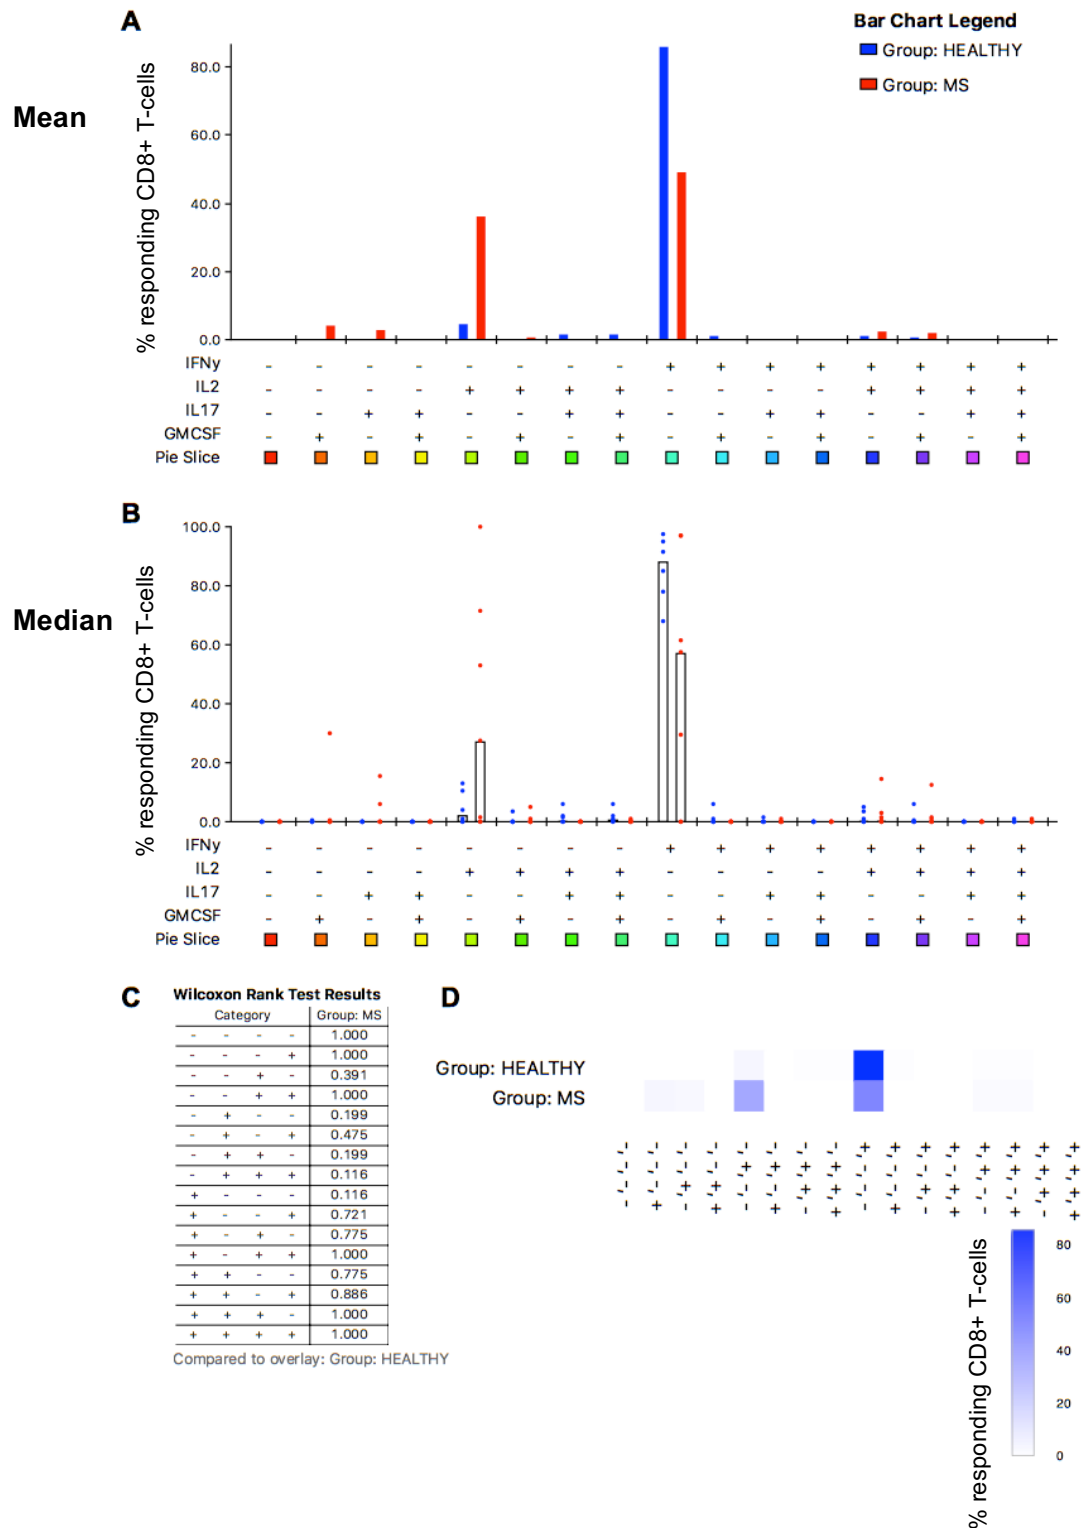 A
Bar Chart Legend
Group: HEALTHY
Group: MS
Mean
% responding CD8+ T-cells
80.0
60.0
40.0
20.0
0.0
IFNy - - - - - - - - + + + + + + + +
IL2 - - - - + + + + - - - - + + + +
IL17 - - + + - - + + - - + + - - + +
GMCSF - + - + - + - + - + - + - + - +
Pie Slice
B
Median
% responding CD8+ T-cells
100.0
80.0
60.0
40.0
20.0
0.0
IFNy - - - - - - - - + + + + + + + +
IL2 - - - - + + + + - - - - + + + +
IL17 - - + + - - + + - - + + - - + +
GMCSF - + - + - + - + - + - + - + - +
Pie Slice
C
Wilcoxon Rank Test Results
Category Group: MS
- - - - 1.000
- - - + 1.000
- - + - 0.391
- - + + 1.000
- + - - 0.199
- + - + 0.475
- + + - 0.199
- + + + 0.116
+ - - - 0.116
+ - - + 0.721
+ - + - 0.775
+ - + + 1.000
+ + - - 0.775
+ + - + 0.886
+ + + - 1.000
+ + + + 1.000
Compared to overlay: Group: HEALTHY
D
Group: HEALTHY
Group: MS
-,-,-,-
-,-,-,+
-,-,+,-
-,-,+,+
-,+,-,-
-,+,-,+
-,+,+,-
-,+,+,+
+,-,-,-
+,-,-,+
+,-,+,-
+,-,+,+
+,+,-,-
+,+,-,+
+,+,+,-
+,+,+,+
% responding CD8+ T-cells
80
60
40
20
0